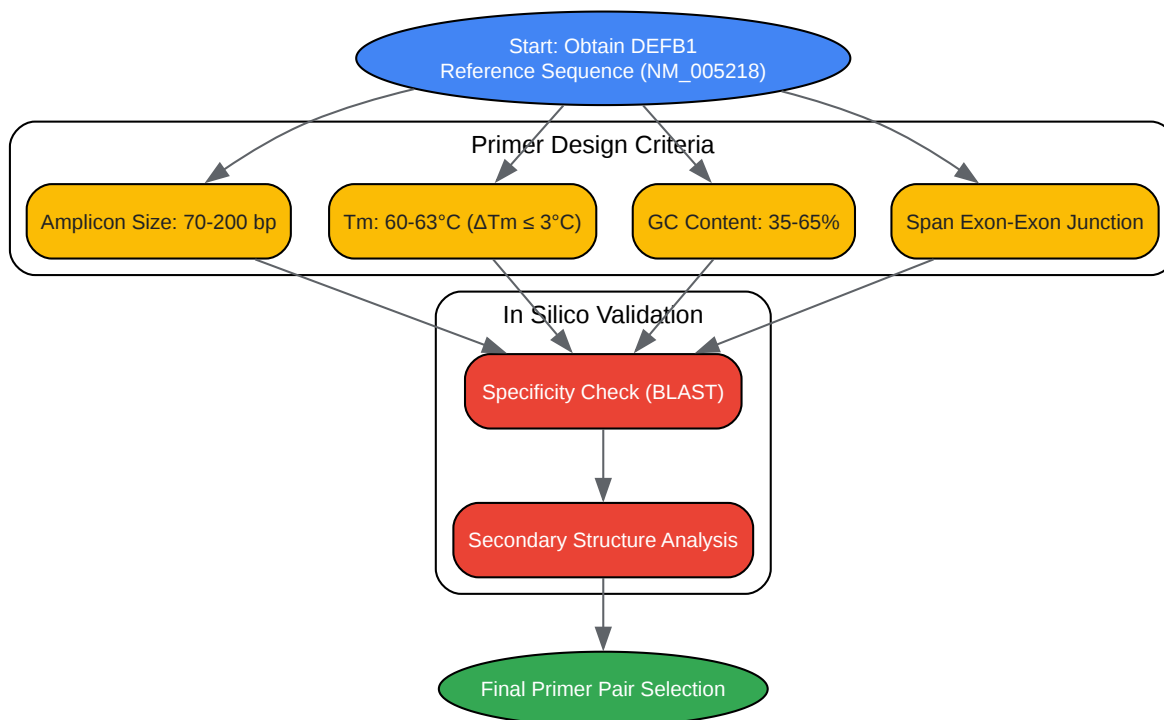 Start: Obtain DEFB1
Reference Sequence (NM_005218)
Primer Design Criteria
Amplicon Size: 70-200 bp
Tm: 60-63°C (ΔTm ≤ 3°C)
GC Content: 35-65%
Span Exon-Exon Junction
In Silico Validation
Specificity Check (BLAST)
Secondary Structure Analysis
Final Primer Pair Selection